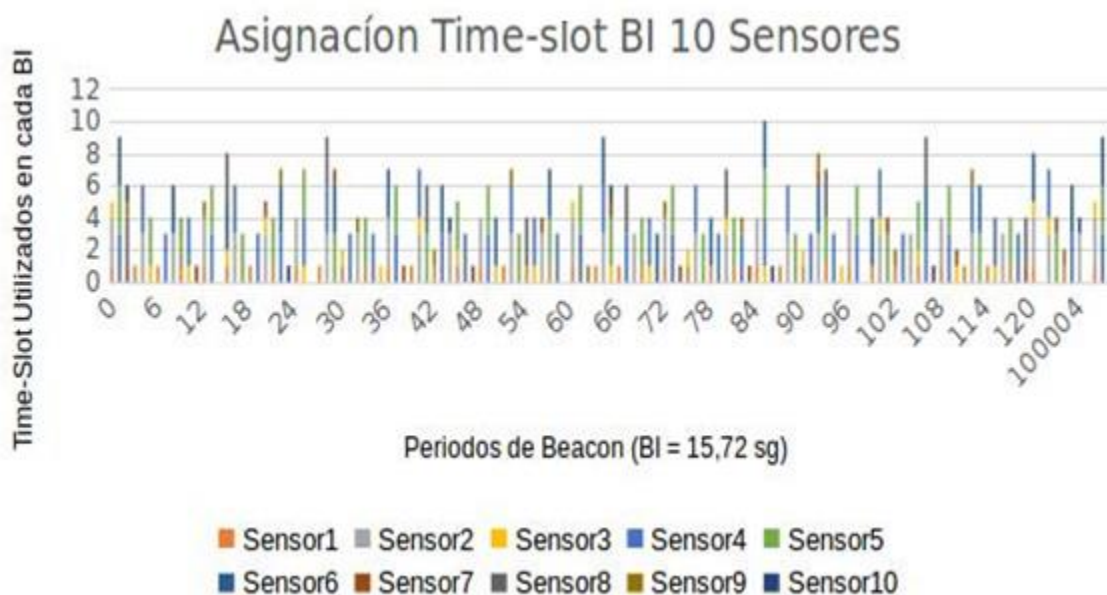 Asignacíon Time-slot BI 10 Sensores
Time-Slot Utilizados en cada BI
12
10
8
6
4
2
0
0 6 12 18 24 30 36 42 48 54 60 66 72 78 84 90 96 102 108 114 120 100004
Periodos de Beacon (BI = 15,72 sg)
Sensor1 Sensor2 Sensor3 Sensor4 Sensor5
Sensor6 Sensor7 Sensor8 Sensor9 Sensor10